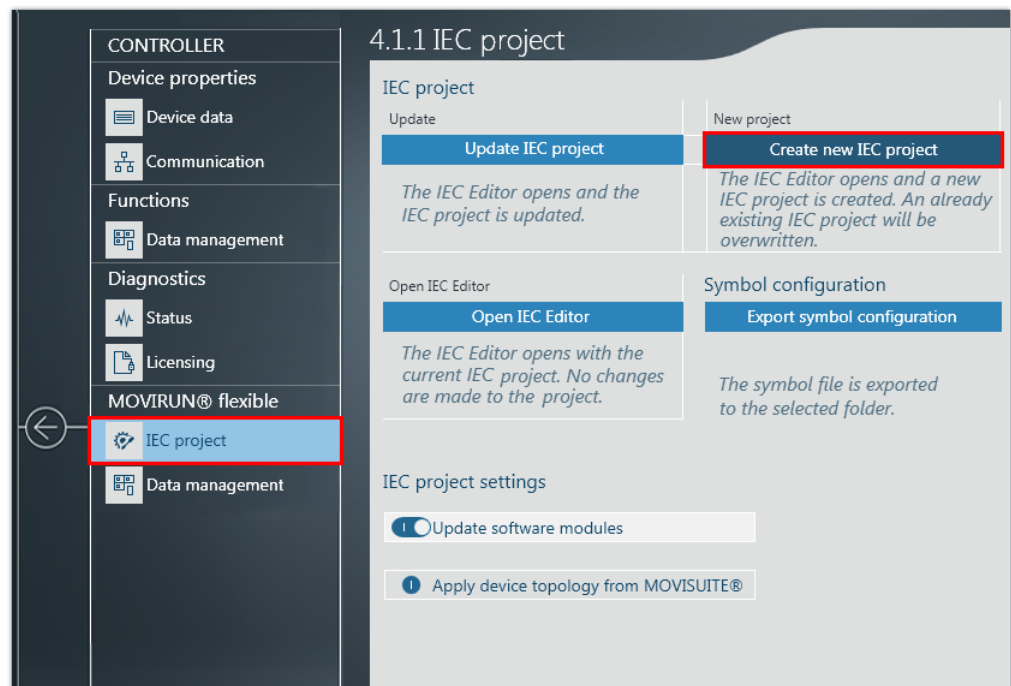 CONTROLLER
Device properties
Device data
Communication
Functions
Data management
Diagnostics
Status
Licensing
MOVIRUN® flexible
IEC project
Data management
4.1.1 IEC project
IEC project
Update
Update IEC project
The IEC Editor opens and the
IEC project is updated.
New project
Create new IEC project
The IEC Editor opens and a new
IEC project is created. An already
existing IEC project will be
overwritten.
Open IEC Editor
Open IEC Editor
The IEC Editor opens with the
current IEC project. No changes
are made to the project.
Symbol configuration
Export symbol configuration
The symbol file is exported
to the selected folder.
IEC project settings
Update software modules
Apply device topology from MOVISUITE®